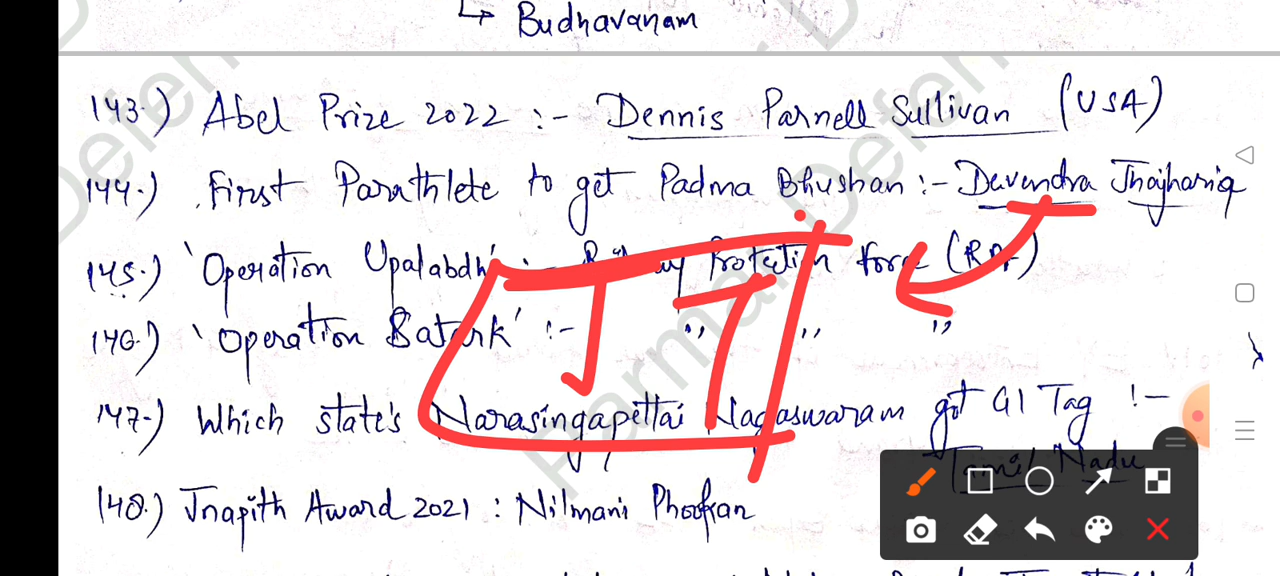 ↳ Budhavanam
143.) Abel Prize 2022 :- Dennis Parnell Sullivan (USA)
144.) First Parathlete to get Padma Bhushan :- Devendra Jhajharia
145.) 'Operation Upalabdh' :- Protection force (RPF)
146.) 'Operation Satark' :- ,, ,, ,,
147.) Which state's Narasingapettai Nagaswaram got GI Tag :-
Tamil Nadu
148.) Jnapith Award 2021 : Nilmani Phookan
J T